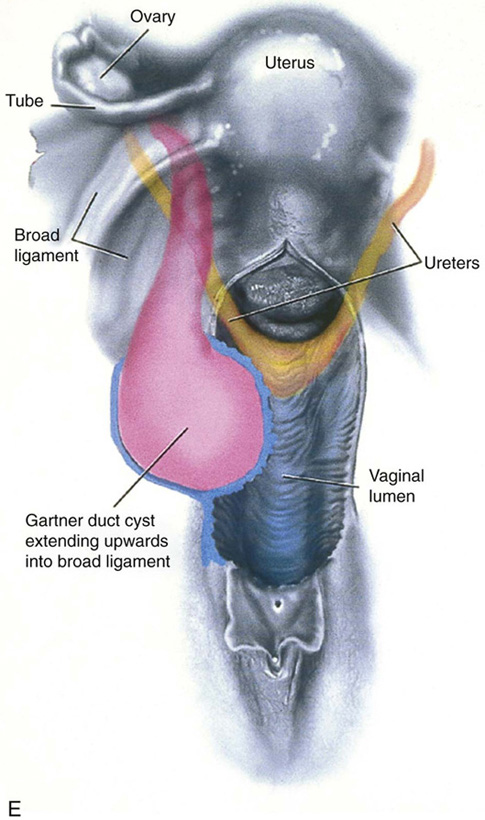 Ovary
Uterus
Tube
Broad
ligament
Ureters
Vaginal
lumen
Gartner duct cyst
extending upwards
into broad ligament
E